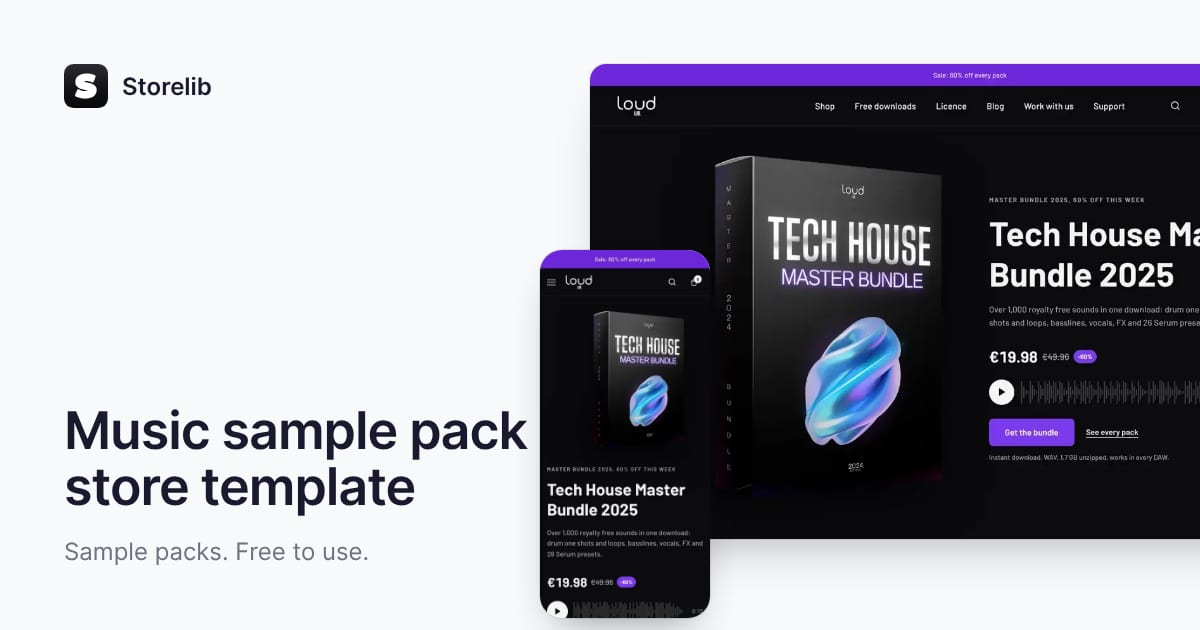 Storelib
Music sample pack
store template
Sample packs. Free to use.
Sale: 60% off every pack
loud
Shop Free downloads Licence Blog Work with us Support
MASTER 2024 BUNDLE
loud
TECH HOUSE
MASTER BUNDLE
2024
MASTER BUNDLE 2025, 60% OFF THIS WEEK
Tech House Ma
Bundle 2025
Over 1,000 royalty free sounds in one download: drum one
shots and loops, basslines, vocals, FX and 26 Serum prese
€19.98 €49.96 -60%
Get the bundle See every pack
Instant download. WAV, 1.7 GB unzipped, works in every DAW.
Sale: 60% off every pack
loud
1
loud
TECH HOUSE
MASTER BUNDLE
MASTER BUNDLE 2025, 60% OFF THIS WEEK
Tech House Master
Bundle 2025
Over 1,000 royalty free sounds in one download:
drum one shots and loops, basslines, vocals, FX and
26 Serum presets.
€19.98 €49.96 -60%